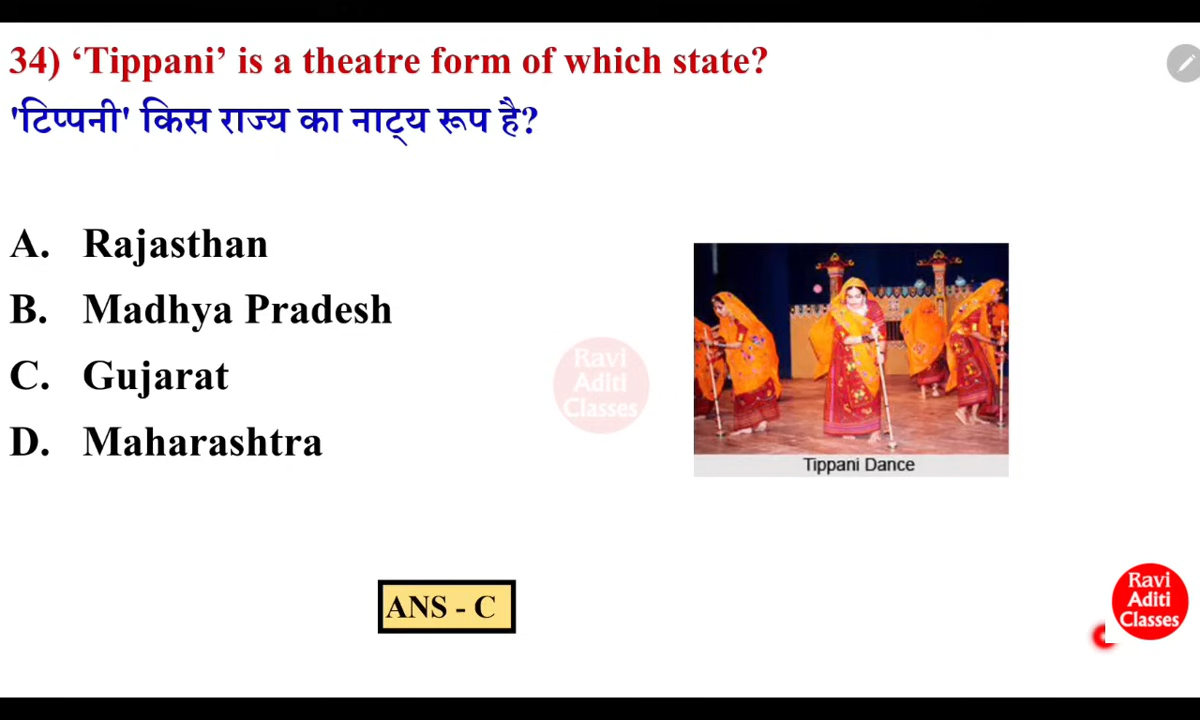 34) ‘Tippani’ is a theatre form of which state?
'टिप्पनी' किस राज्य का नाट्य रूप है?
A. Rajasthan
B. Madhya Pradesh
C. Gujarat
D. Maharashtra
Ravi
Aditi
Classes
Tippani Dance
ANS - C
Ravi
Aditi
Classes